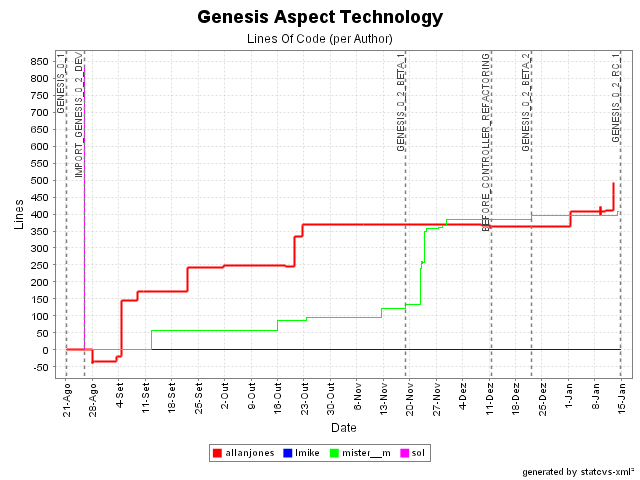 Genesis Aspect Technology
Lines Of Code (per Author)
GENESIS_0_1
IMPORT_GENESIS_0_2_DEV
GENESIS_0_2_BETA_1
BEFORE_CONTROLLER_REFACTORING
GENESIS_0_2_BETA_2
GENESIS_0_2_RC_1
Lines
850
800
750
700
650
600
550
500
450
400
350
300
250
200
150
100
50
0
-50
21-Ago
28-Ago
4-Set
11-Set
18-Set
25-Set
2-Out
9-Out
16-Out
23-Out
30-Out
6-Nov
13-Nov
20-Nov
27-Nov
4-Dez
11-Dez
18-Dez
25-Dez
1-Jan
8-Jan
15-Jan
Date
allanjones lmike mister__m sol
generated by statcvs-xml²